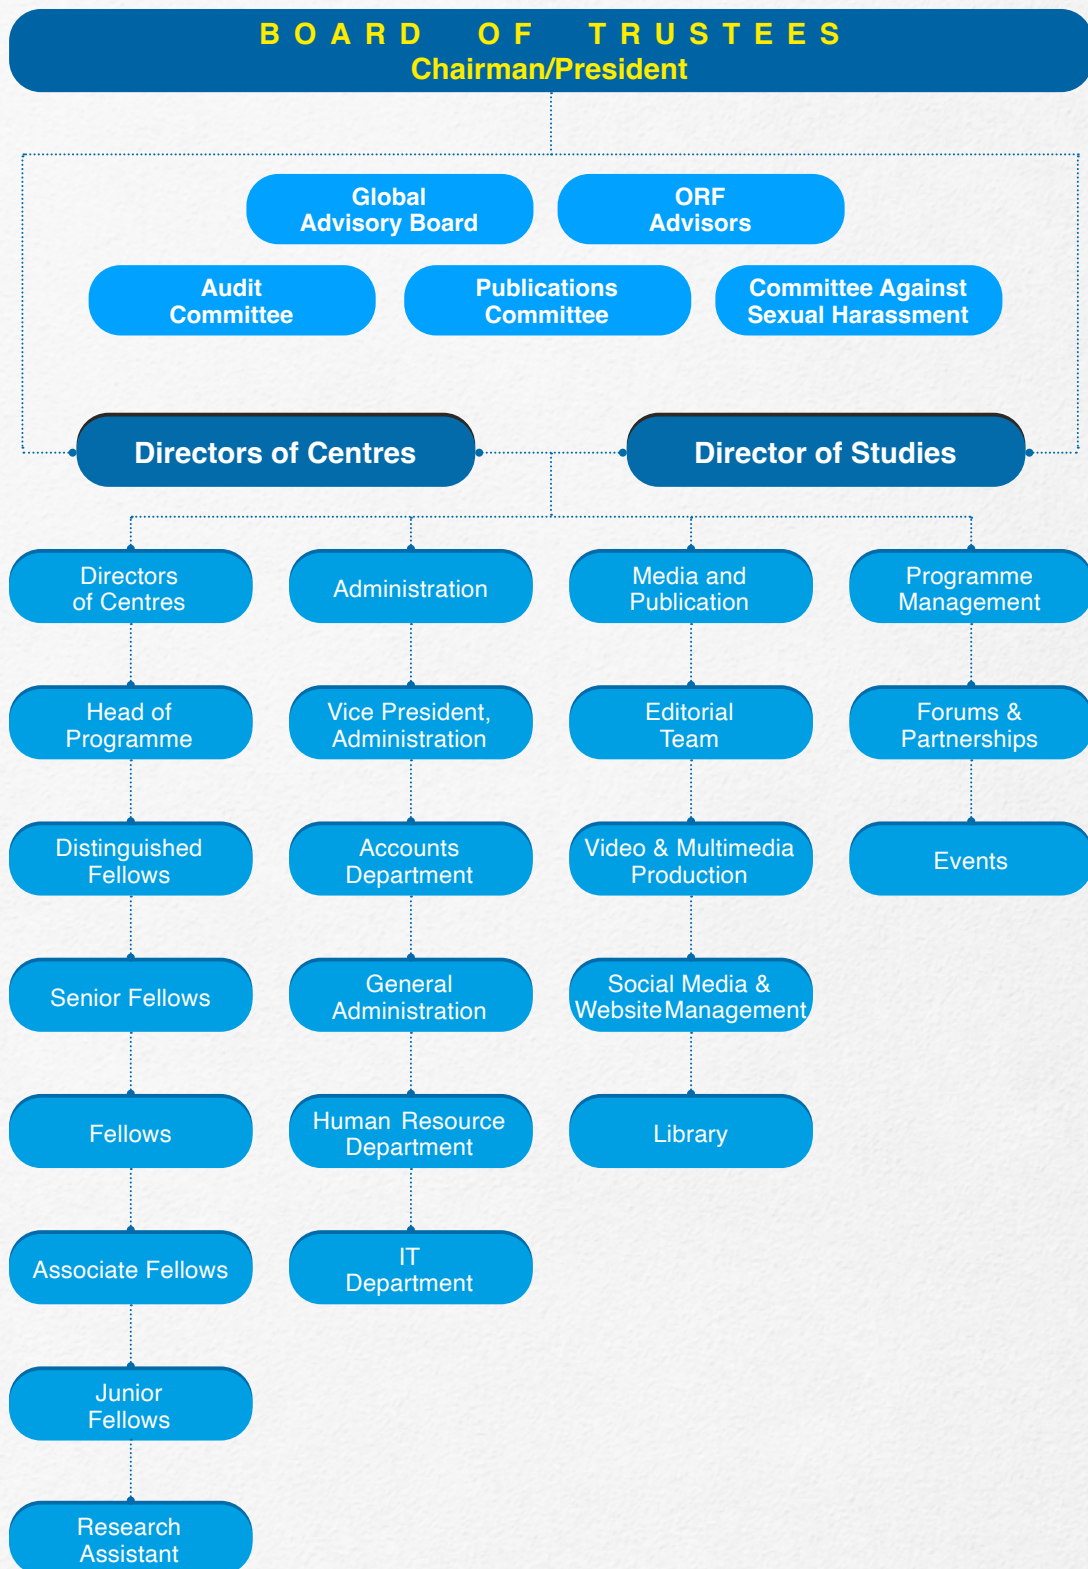 BOARD OF TRUSTEES
Chairman/President
Global
Advisory Board
ORF
Advisors
Audit
Committee
Publications
Committee
Committee Against
Sexual Harassment
Directors of Centres
Director of Studies
Directors
of Centres
Administration
Media and
Publication
Programme
Management
Head of
Programme
Vice President,
Administration
Editorial
Team
Forums &
Partnerships
Distinguished
Fellows
Accounts
Department
Video & Multimedia
Production
Events
Senior Fellows
General
Administration
Social Media &
Website Management
Fellows
Human Resource
Department
Library
Associate Fellows
IT
Department
Junior
Fellows
Research
Assistant